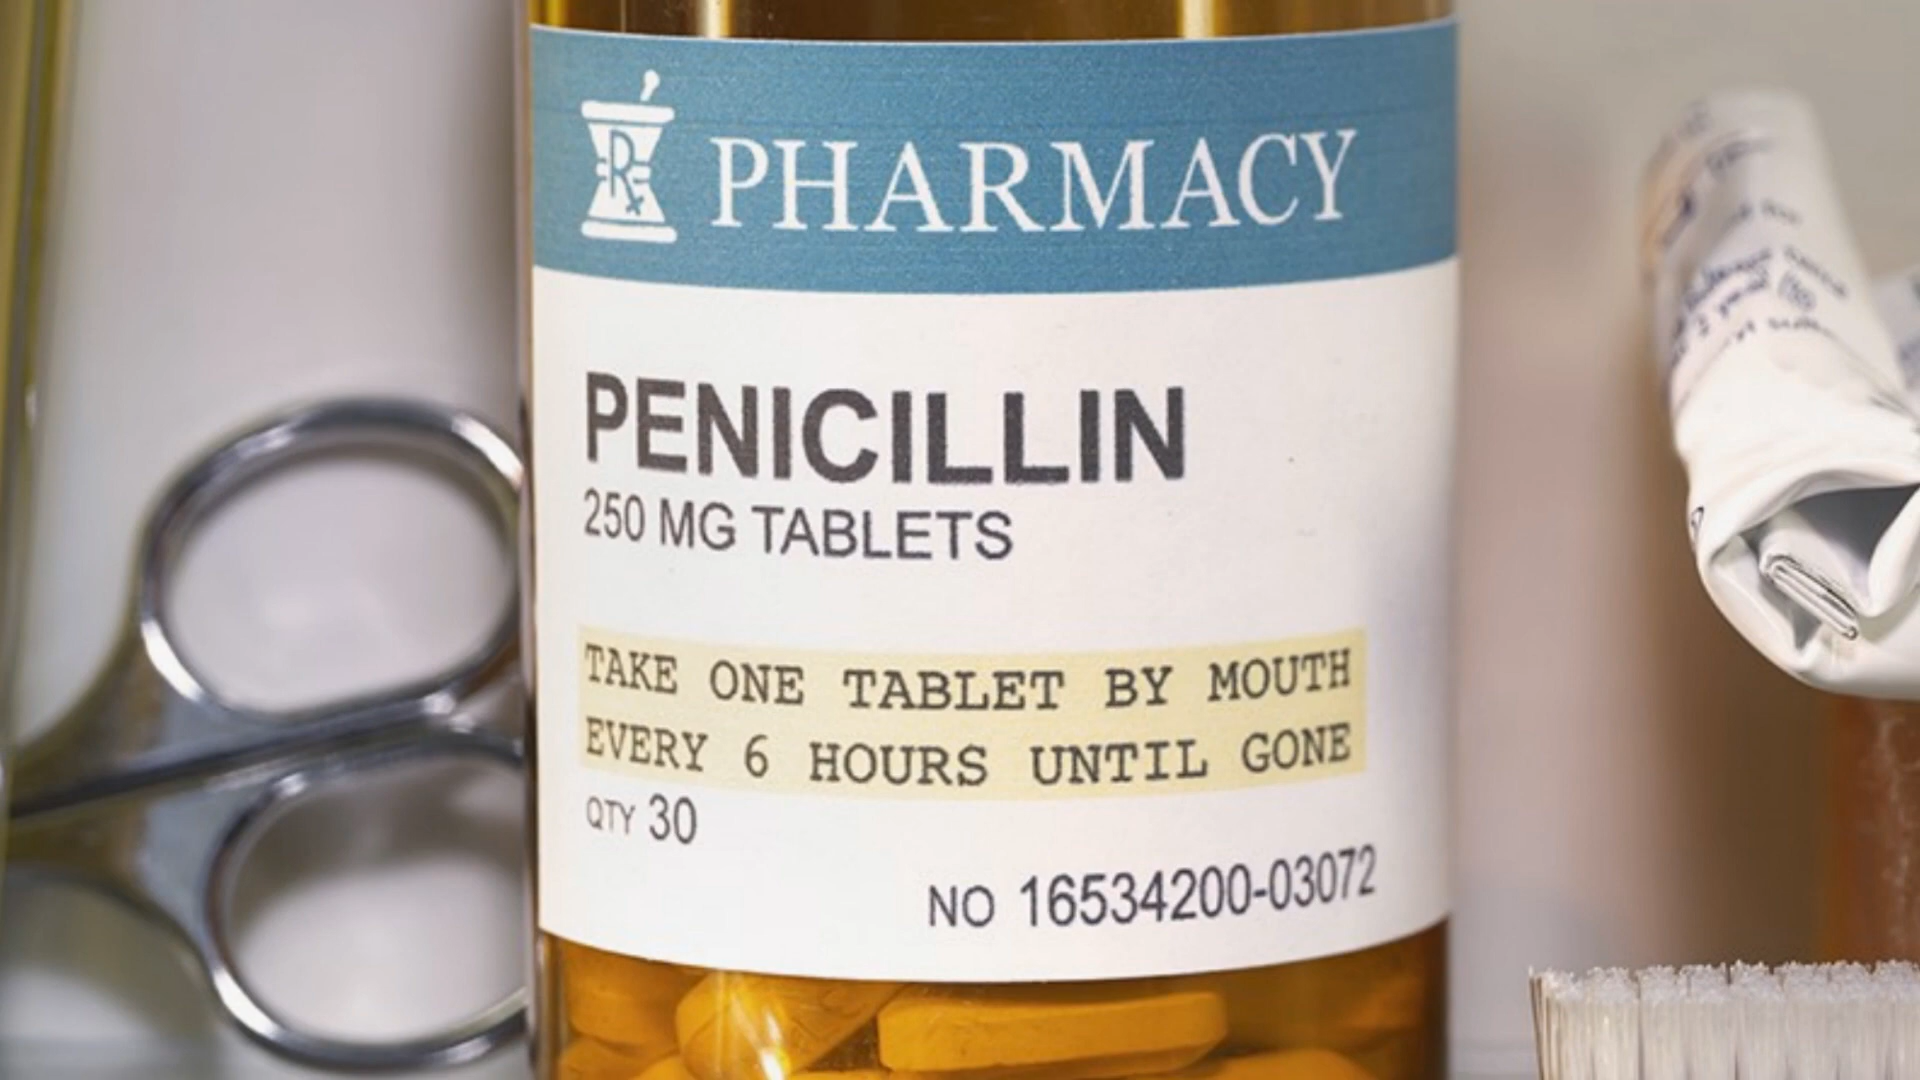 Rx PHARMACY
PENICILLIN
250 MG TABLETS
TAKE ONE TABLET BY MOUTH
EVERY 6 HOURS UNTIL GONE
QTY 30
NO 16534200-03072